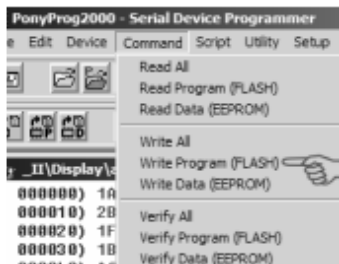 PonyProg2000 - Serial Device Programmer
Edit Device Command Script Utility Setup
Read All
Read Program (FLASH)
Read Data (EEPROM)
Write All
Write Program (FLASH)
Write Data (EEPROM)
_II\Display\
000000) 1A
000010) 2B
000020) 1F
000030) 1B
Verify All
Verify Program (FLASH)
Verify Data (EEPROM)